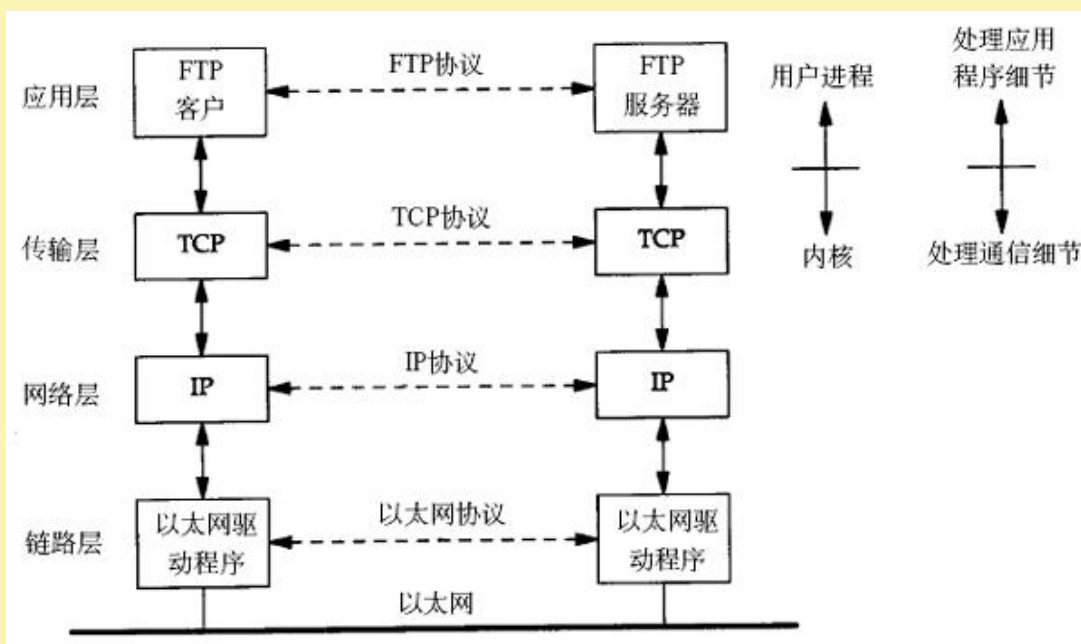 应用层
FTP
客户
FTP协议
FTP
服务器
用户进程
处理应用
程序细节
传输层
TCP
TCP协议
TCP
内核
处理通信细节
网络层
IP
IP协议
IP
链路层
以太网驱
动程序
以太网协议
以太网驱
动程序
以太网